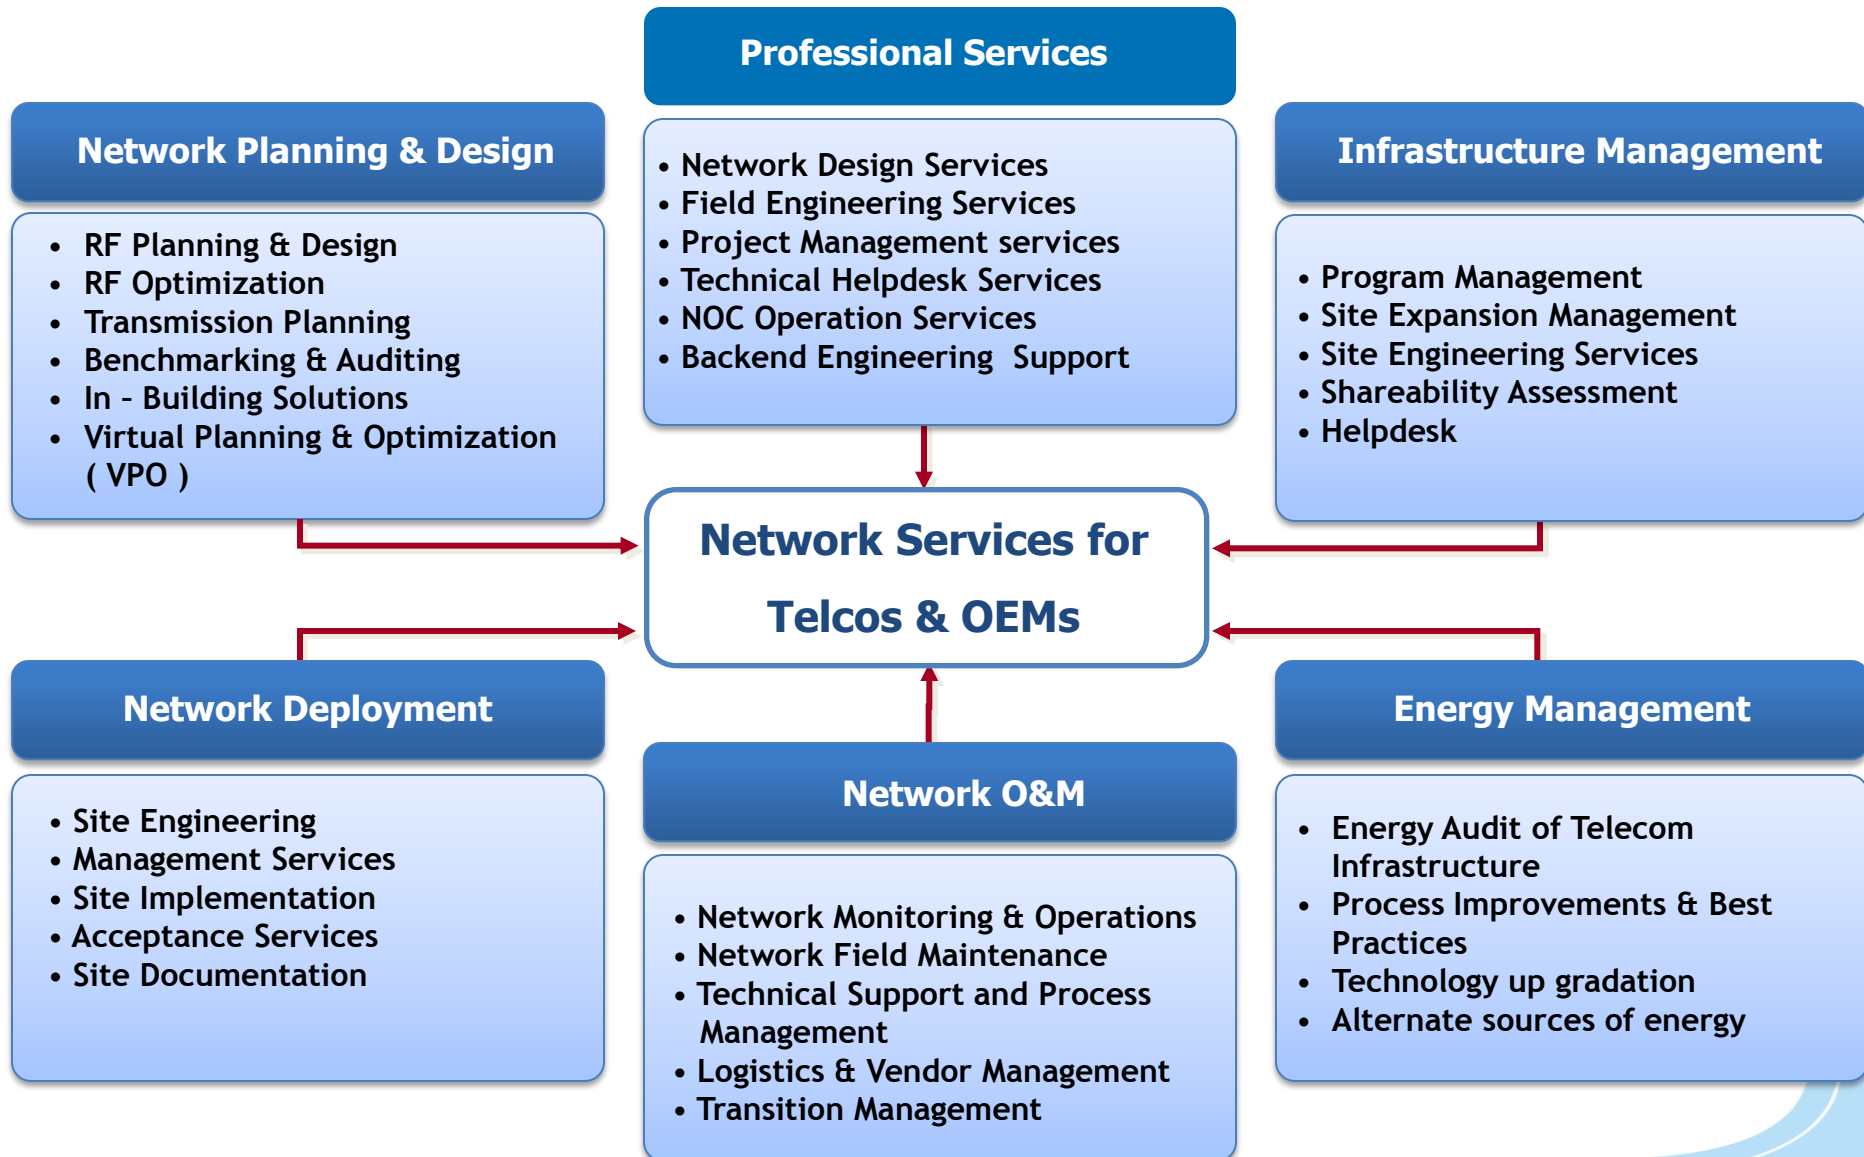 Professional Services
• Network Design Services
• Field Engineering Services
• Project Management services
• Technical Helpdesk Services
• NOC Operation Services
• Backend Engineering  Support
Network Planning & Design
• RF Planning & Design
• RF Optimization
• Transmission Planning
• Benchmarking & Auditing
• In – Building Solutions
• Virtual Planning & Optimization
( VPO )
Infrastructure Management
• Program Management
• Site Expansion Management
• Site Engineering Services
• Shareability Assessment
• Helpdesk
Network Services for
Telcos & OEMs
Network Deployment
• Site Engineering
• Management Services
• Site Implementation
• Acceptance Services
• Site Documentation
Network O&M
• Network Monitoring & Operations
• Network Field Maintenance
• Technical Support and Process
Management
• Logistics & Vendor Management
• Transition Management
Energy Management
• Energy Audit of Telecom
Infrastructure
• Process Improvements & Best
Practices
• Technology up gradation
• Alternate sources of energy